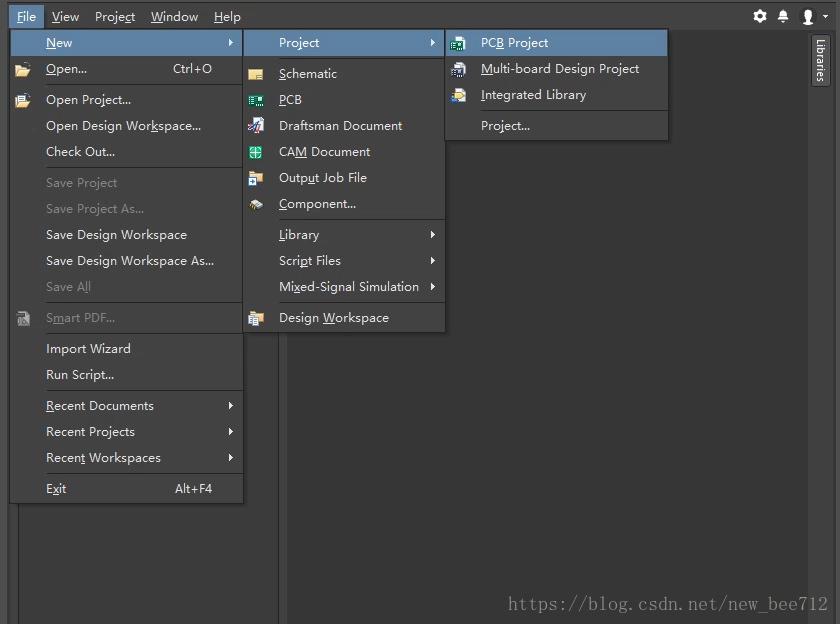 File View Project Window Help
New
Open... Ctrl+O
Open Project...
Open Design Workspace...
Check Out...
Save Project
Save Project As...
Save Design Workspace
Save Design Workspace As...
Save All
Smart PDF...
Import Wizard
Run Script...
Recent Documents
Recent Projects
Recent Workspaces
Exit Alt+F4
Project
Schematic
PCB
Draftsman Document
CAM Document
Output Job File
Component...
Library
Script Files
Mixed-Signal Simulation
Design Workspace
PCB Project
Multi-board Design Project
Integrated Library
Project...
Libraries
https://blog.csdn.net/new_bee712